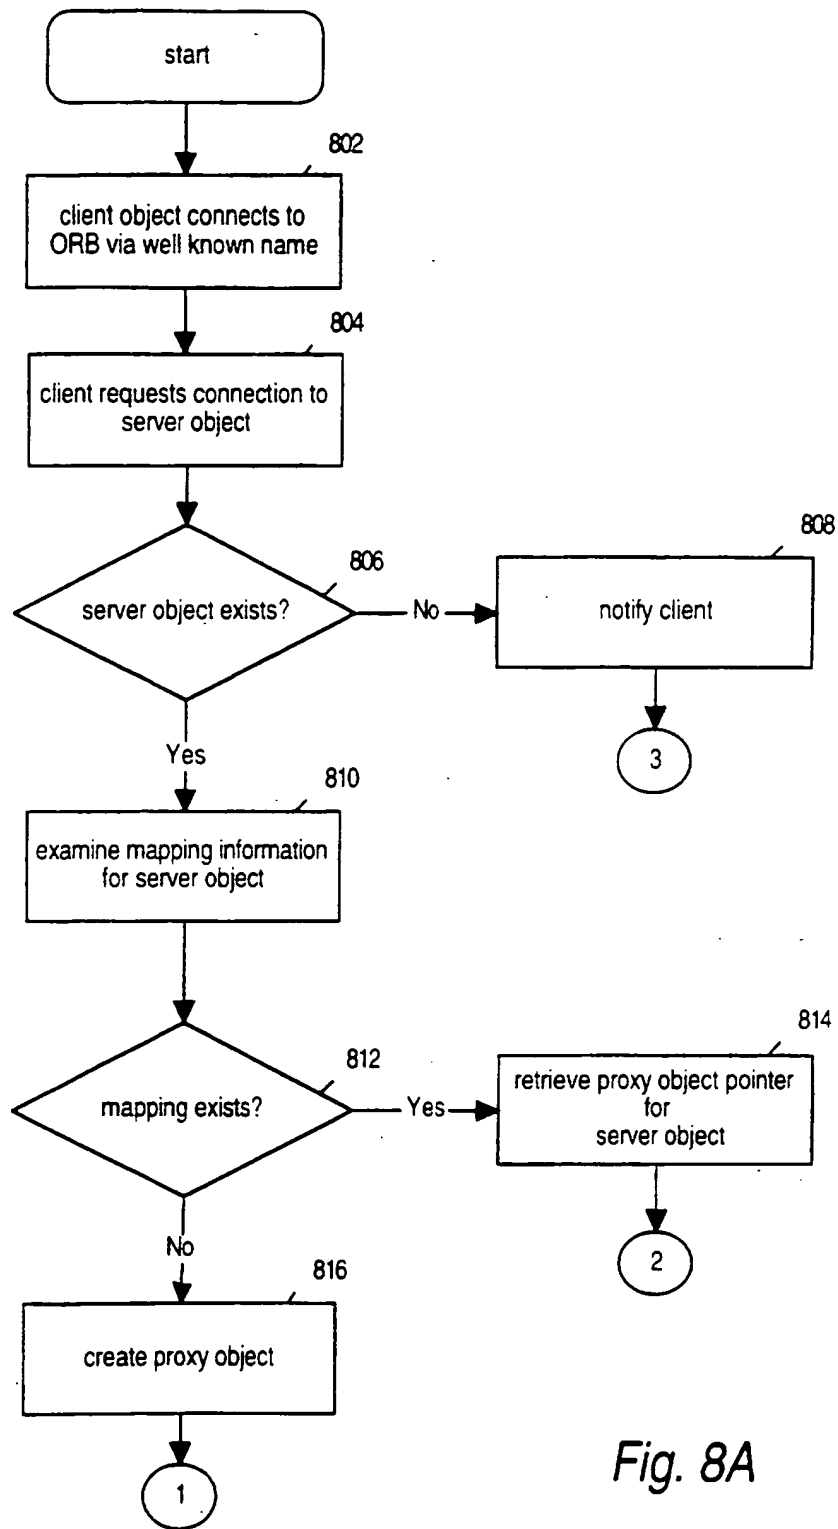 start
802
client object connects to
ORB via well known name
804
client requests connection to
server object
806
server object exists?
No
808
notify client
3
Yes
810
examine mapping information
for server object
812
mapping exists?
Yes
814
retrieve proxy object pointer
for
server object
2
No
816
create proxy object
1
Fig. 8A